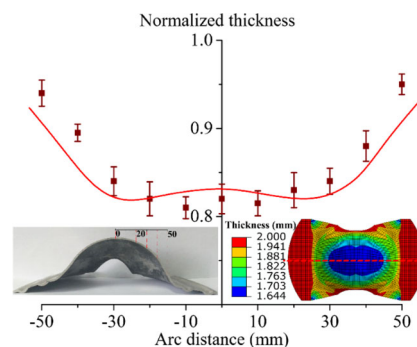 Normalized thickness
1.0
0.9
0.8
0 20 50
Thickness (mm)
2.000
1.941
1.881
1.822
1.763
1.703
1.644
-50 -30 -10 10 30 50
Arc distance (mm)